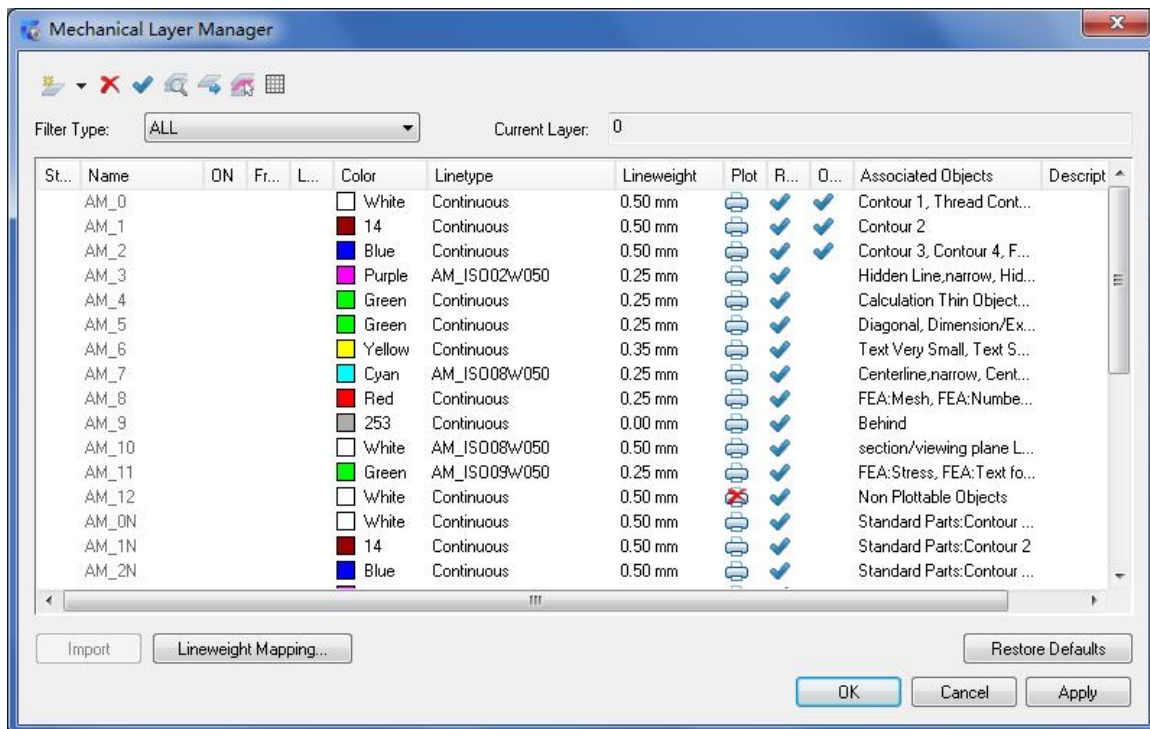 Mechanical Layer Manager
Filter Type: ALL Current Layer: 0
St... Name ON Fr... L... Color Linetype Lineweight Plot R... O... Associated Objects Descript
AM_0 White Continuous 0.50 mm Contour 1, Thread Cont...
AM_1 14 Continuous 0.50 mm Contour 2
AM_2 Blue Continuous 0.50 mm Contour 3, Contour 4, F...
AM_3 Purple AM_ISO02W050 0.25 mm Hidden Line,narrow, Hid...
AM_4 Green Continuous 0.25 mm Calculation Thin Object...
AM_5 Green Continuous 0.25 mm Diagonal, Dimension/Ex...
AM_6 Yellow Continuous 0.35 mm Text Very Small, Text S...
AM_7 Cyan AM_ISO08W050 0.25 mm Centerline,narrow, Cent...
AM_8 Red Continuous 0.25 mm FEA:Mesh, FEA:Numbe...
AM_9 253 Continuous 0.00 mm Behind
AM_10 White AM_ISO08W050 0.50 mm section/viewing plane L...
AM_11 Green AM_ISO09W050 0.25 mm FEA:Stress, FEA:Text fo...
AM_12 White Continuous 0.50 mm Non Plottable Objects
AM_0N White Continuous 0.50 mm Standard Parts:Contour ...
AM_1N 14 Continuous 0.50 mm Standard Parts:Contour 2
AM_2N Blue Continuous 0.50 mm Standard Parts:Contour ...
Import Lineweight Mapping... Restore Defaults
OK Cancel Apply